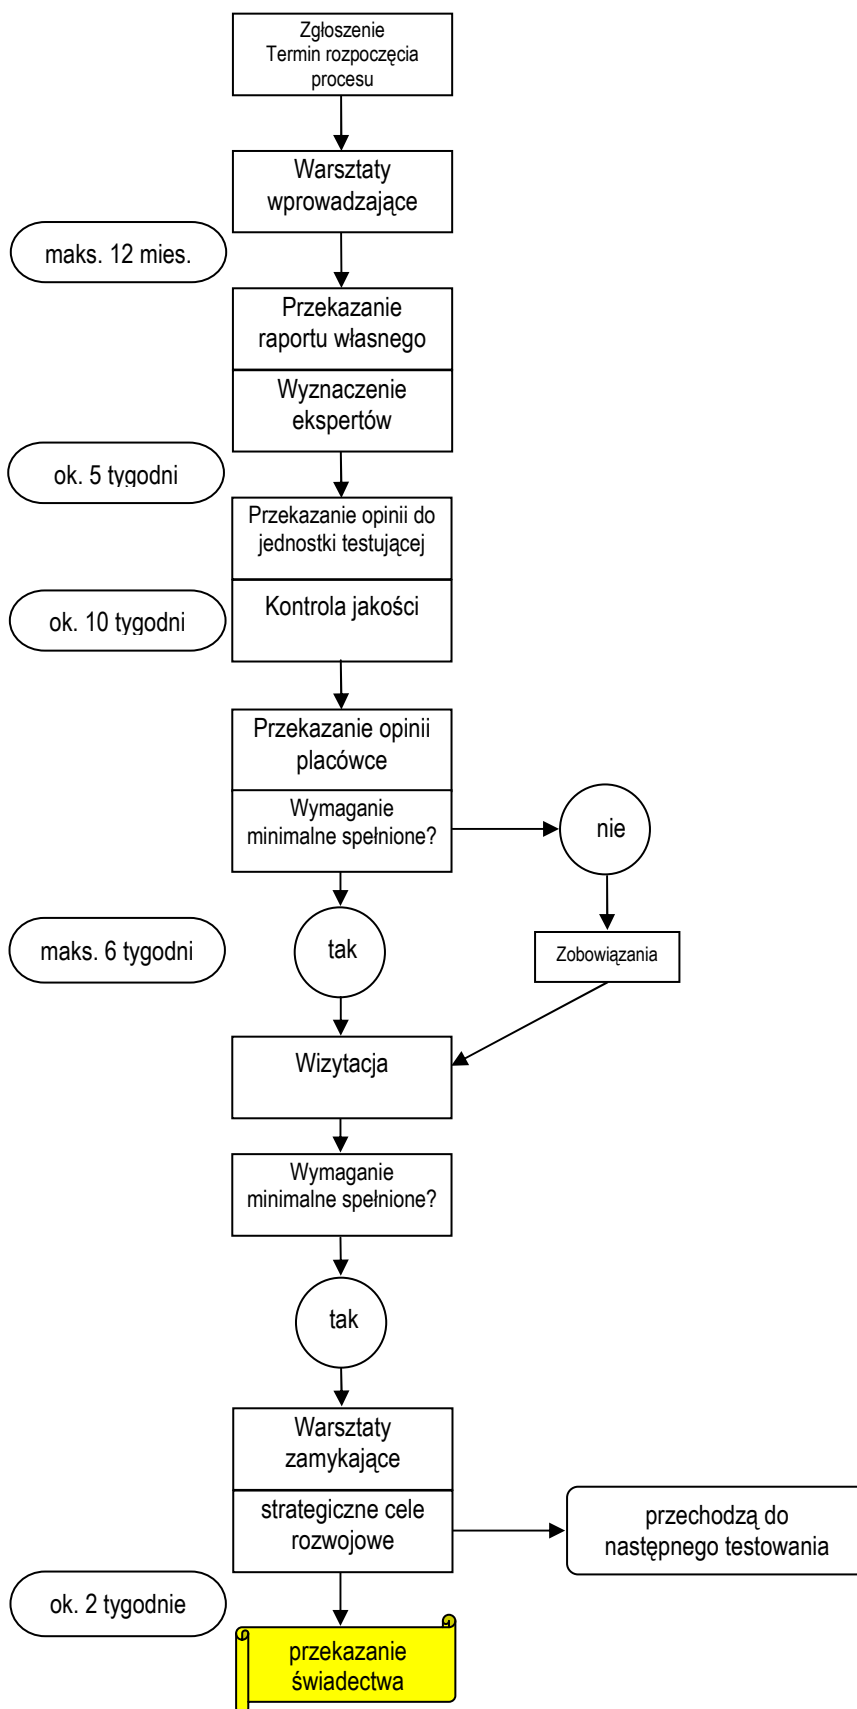 Zgłoszenie
Termin rozpoczęcia
procesu
Warsztaty
wprowadzające
maks. 12 mies.
Przekazanie
raportu własnego
Wyznaczenie
ekspertów
ok. 5 tygodni
Przekazanie opinii do
jednostki testującej
Kontrola jakości
ok. 10 tygodni
Przekazanie opinii
placówce
Wymaganie
minimalne spełnione?
nie
tak
maks. 6 tygodni
Zobowiązania
Wizytacja
Wymaganie
minimalne spełnione?
tak
Warsztaty
zamykające
strategiczne cele
rozwojowe
przechodzą do
następnego testowania
ok. 2 tygodnie
przekazanie
świadectwa